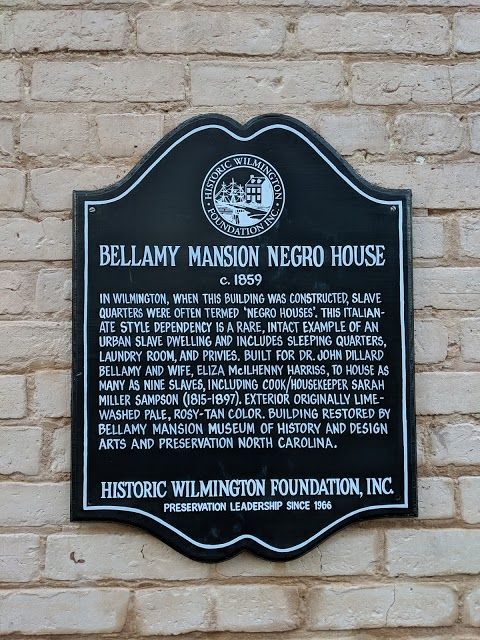 HISTORIC WILMINGTON
FOUNDATION INC.
BELLAMY MANSION NEGRO HOUSE
c. 1859
IN WILMINGTON, WHEN THIS BUILDING WAS CONSTRUCTED, SLAVE
QUARTERS WERE OFTEN TERMED 'NEGRO HOUSES'. THIS ITALIAN-
ATE STYLE DEPENDENCY IS A RARE, INTACT EXAMPLE OF AN
URBAN SLAVE DWELLING AND INCLUDES SLEEPING QUARTERS,
LAUNDRY ROOM, AND PRIVIES. BUILT FOR DR. JOHN DILLARD
BELLAMY AND WIFE, ELIZA McILHENNY HARRISS, TO HOUSE AS
MANY AS NINE SLAVES, INCLUDING COOK/HOUSEKEEPER SARAH
MILLER SAMPSON (1815-1897). EXTERIOR ORIGINALLY LIME-
WASHED PALE, ROSY-TAN COLOR. BUILDING RESTORED BY
BELLAMY MANSION MUSEUM OF HISTORY AND DESIGN
ARTS AND PRESERVATION NORTH CAROLINA.
HISTORIC WILMINGTON FOUNDATION, INC.
PRESERVATION LEADERSHIP SINCE 1966